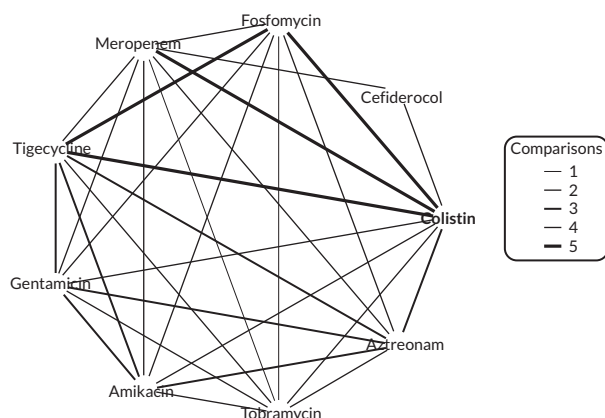 Fosfomycin
Meropenem
Cefiderocol
Tigecycline
Comparisons
1
2
3
4
5
Colistin
Gentamicin
Aztreonam
Amikacin
Tobramycin